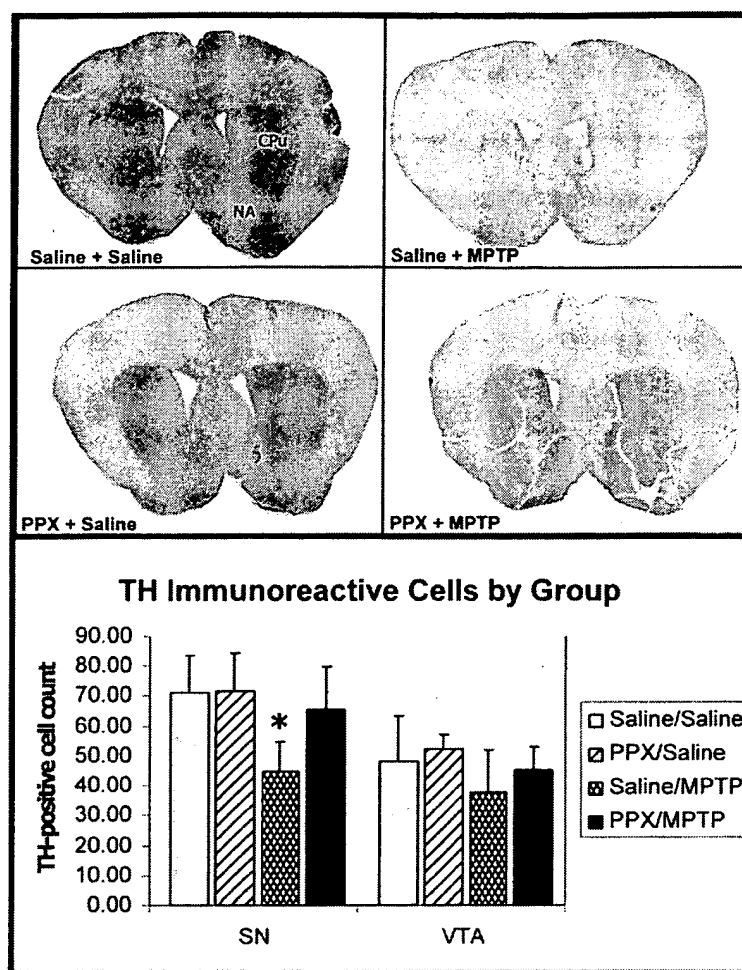 CPu
NA
Saline + Saline
Saline + MPTP
PPX + Saline
PPX + MPTP
TH Immunoreactive Cells by Group
TH-positive cell count
90.00
80.00
70.00
60.00
50.00
40.00
30.00
20.00
10.00
0.00
*
SN
VTA
Saline/Saline
PPX/Saline
Saline/MPTP
PPX/MPTP